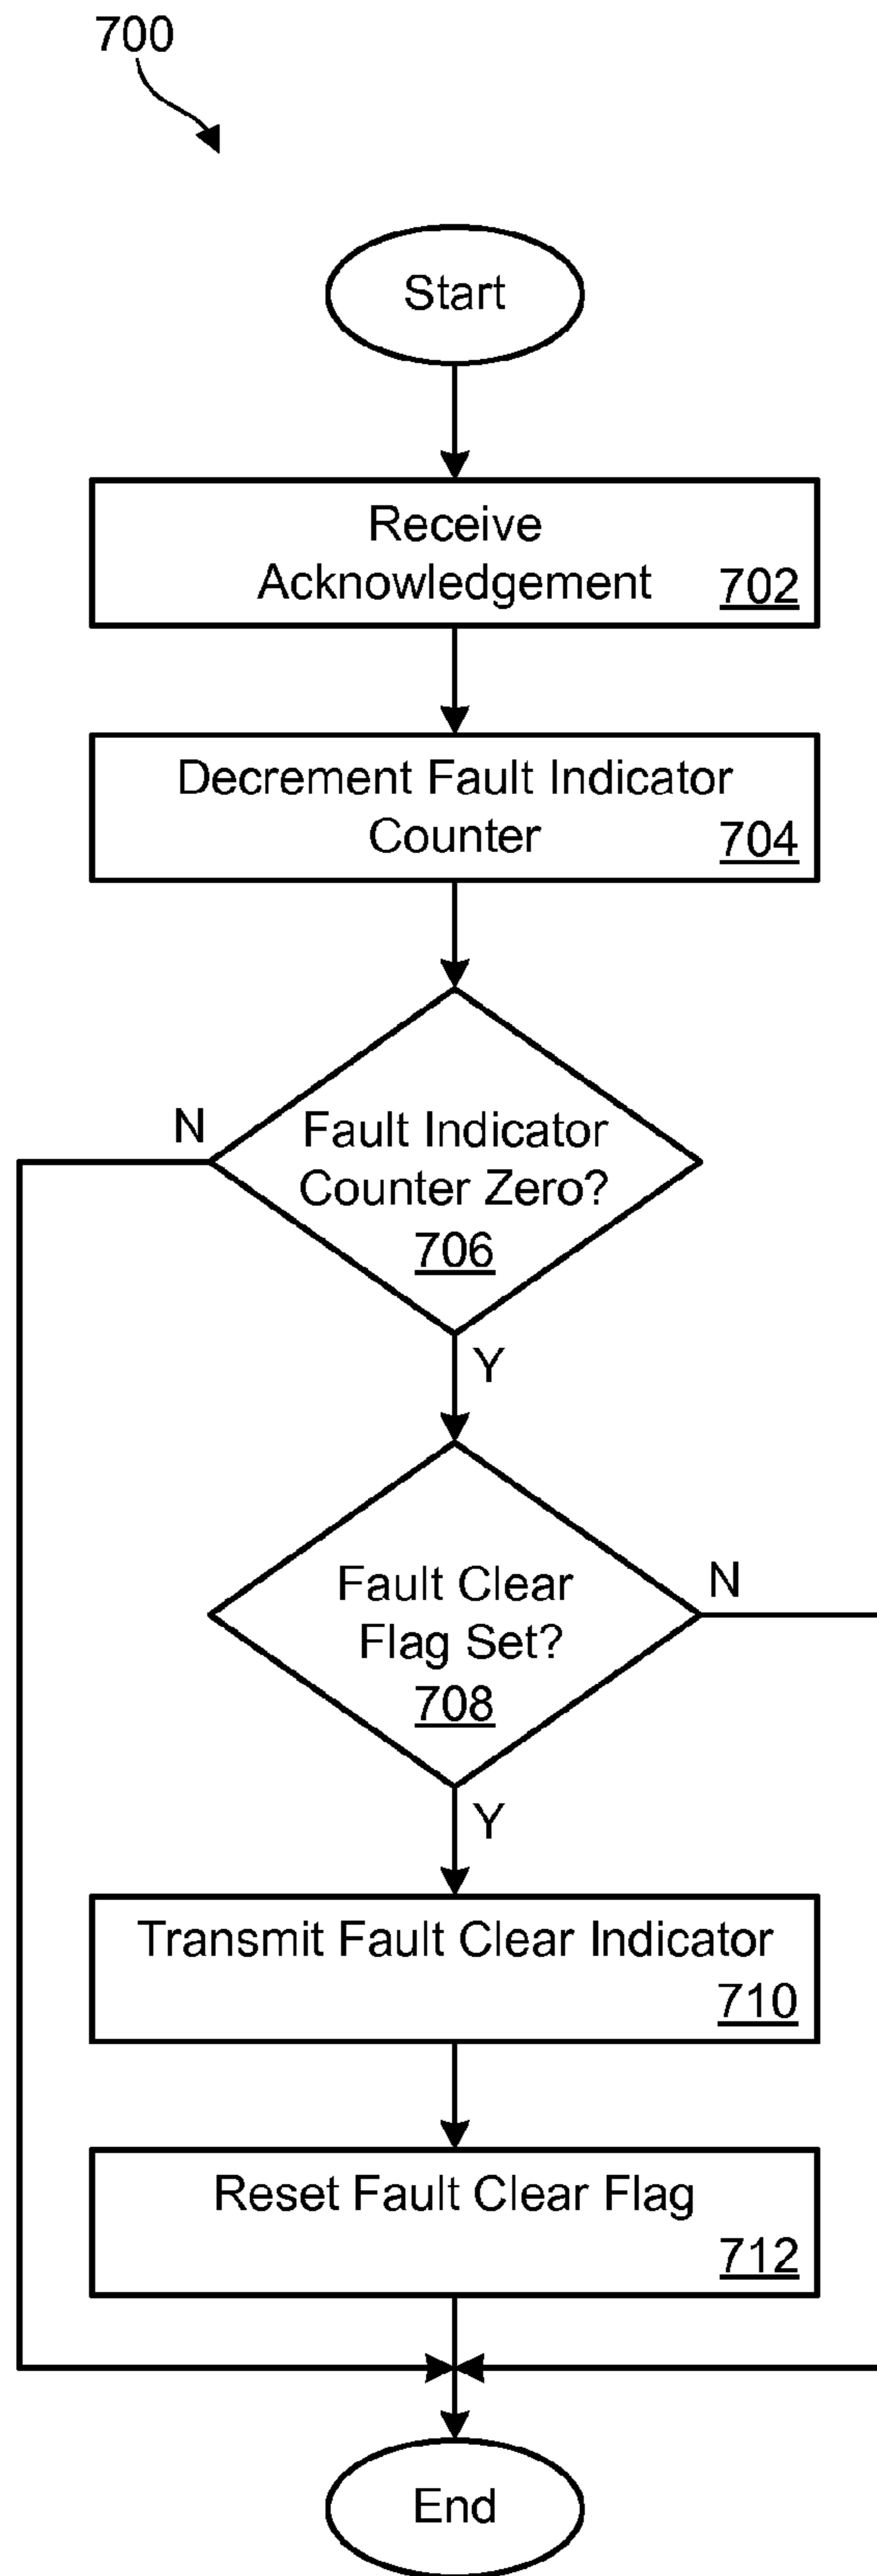 700
Start
Receive
Acknowledgement 702
Decrement Fault Indicator
Counter 704
N
Fault Indicator
Counter Zero?
706
Y
Fault Clear
Flag Set?
708
N
Y
Transmit Fault Clear Indicator
710
Reset Fault Clear Flag
712
End